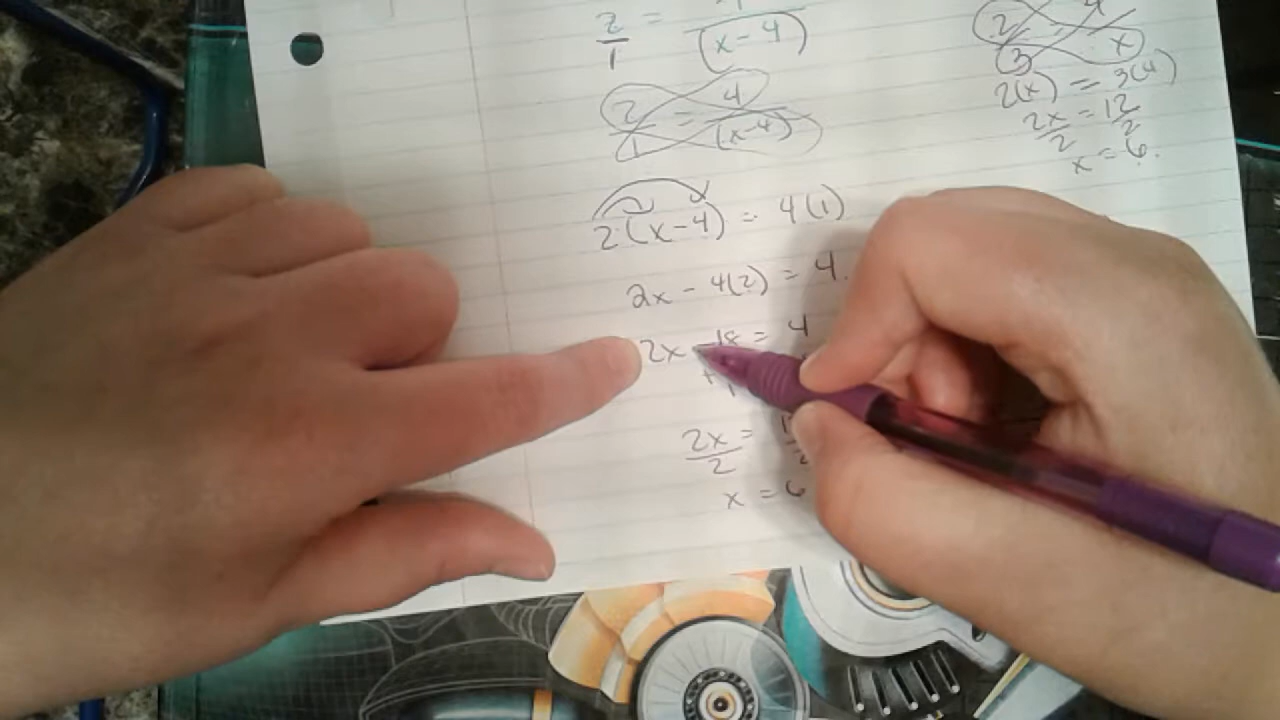 2/1 = 4/(x-4)
2/1 = 4/(x-4)
2(x-4) = 4(1)
2x - 4(2) = 4
2x - 8 = 4
2x/2 =
x = 6
2 4
3 x
2(x) = 3(4)
2x/2 = 12/2
x = 6.